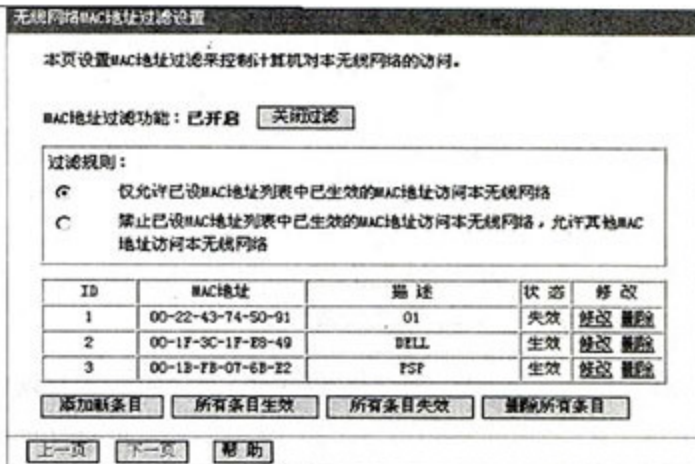 无线网络MAC地址过滤设置
本页设置MAC地址过滤来控制计算机对本无线网络的访问。
MAC地址过滤功能：已开启 关闭过滤
过滤规则：
仅允许已设MAC地址列表中已生效的MAC地址访问本无线网络
禁止已设MAC地址列表中已生效的MAC地址访问本无线网络，允许其他MAC
地址访问本无线网络
ID MAC地址 描述 状态 修改
1 00-22-43-74-50-91 01 失效 修改 删除
2 00-1F-3C-1F-E8-49 DELL 生效 修改 删除
3 00-1B-FB-07-6B-E2 PSP 生效 修改 删除
添加新条目 所有条目生效 所有条目失效 删除所有条目
上一页 下一页 帮助